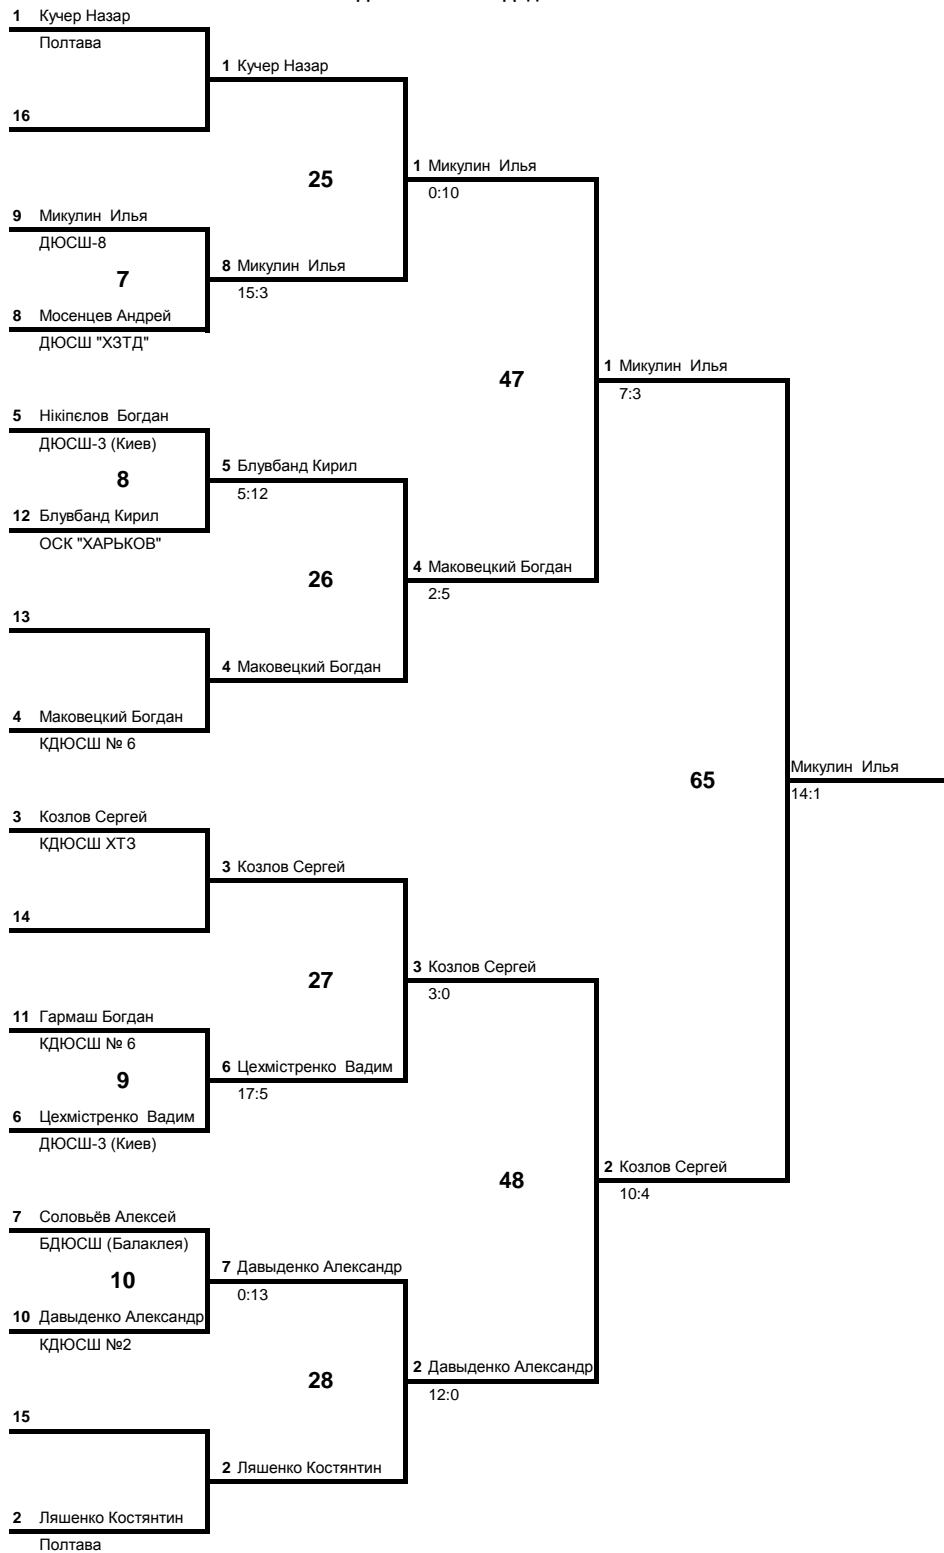 1 Кучер Назар
Полтава
1 Кучер Назар
16
1 Микулин Илья
25
0:10
9 Микулин Илья
ДЮСШ-8
8 Микулин Илья
7
15:3
8 Мосенцев Андрей
ДЮСШ "ХЗТД"
1 Микулин Илья
47
7:3
5 Нікіпєлов Богдан
ДЮСШ-3 (Киев)
5 Блувбанд Кирил
8
5:12
12 Блувбанд Кирил
ОСК "ХАРЬКОВ"
4 Маковецкий Богдан
26
2:5
13
4 Маковецкий Богдан
4 Маковецкий Богдан
КДЮСШ № 6
Микулин Илья
65
14:1
3 Козлов Сергей
КДЮСШ ХТЗ
3 Козлов Сергей
14
3 Козлов Сергей
27
3:0
11 Гармаш Богдан
КДЮСШ № 6
6 Цехмістренко Вадим
9
17:5
6 Цехмістренко Вадим
ДЮСШ-3 (Киев)
2 Козлов Сергей
48
10:4
7 Соловьёв Алексей
БДЮСШ (Балаклея)
7 Давыденко Александр
10
0:13
10 Давыденко Александр
КДЮСШ №2
2 Давыденко Александр
28
12:0
15
2 Ляшенко Костянтин
2 Ляшенко Костянтин
Полтава